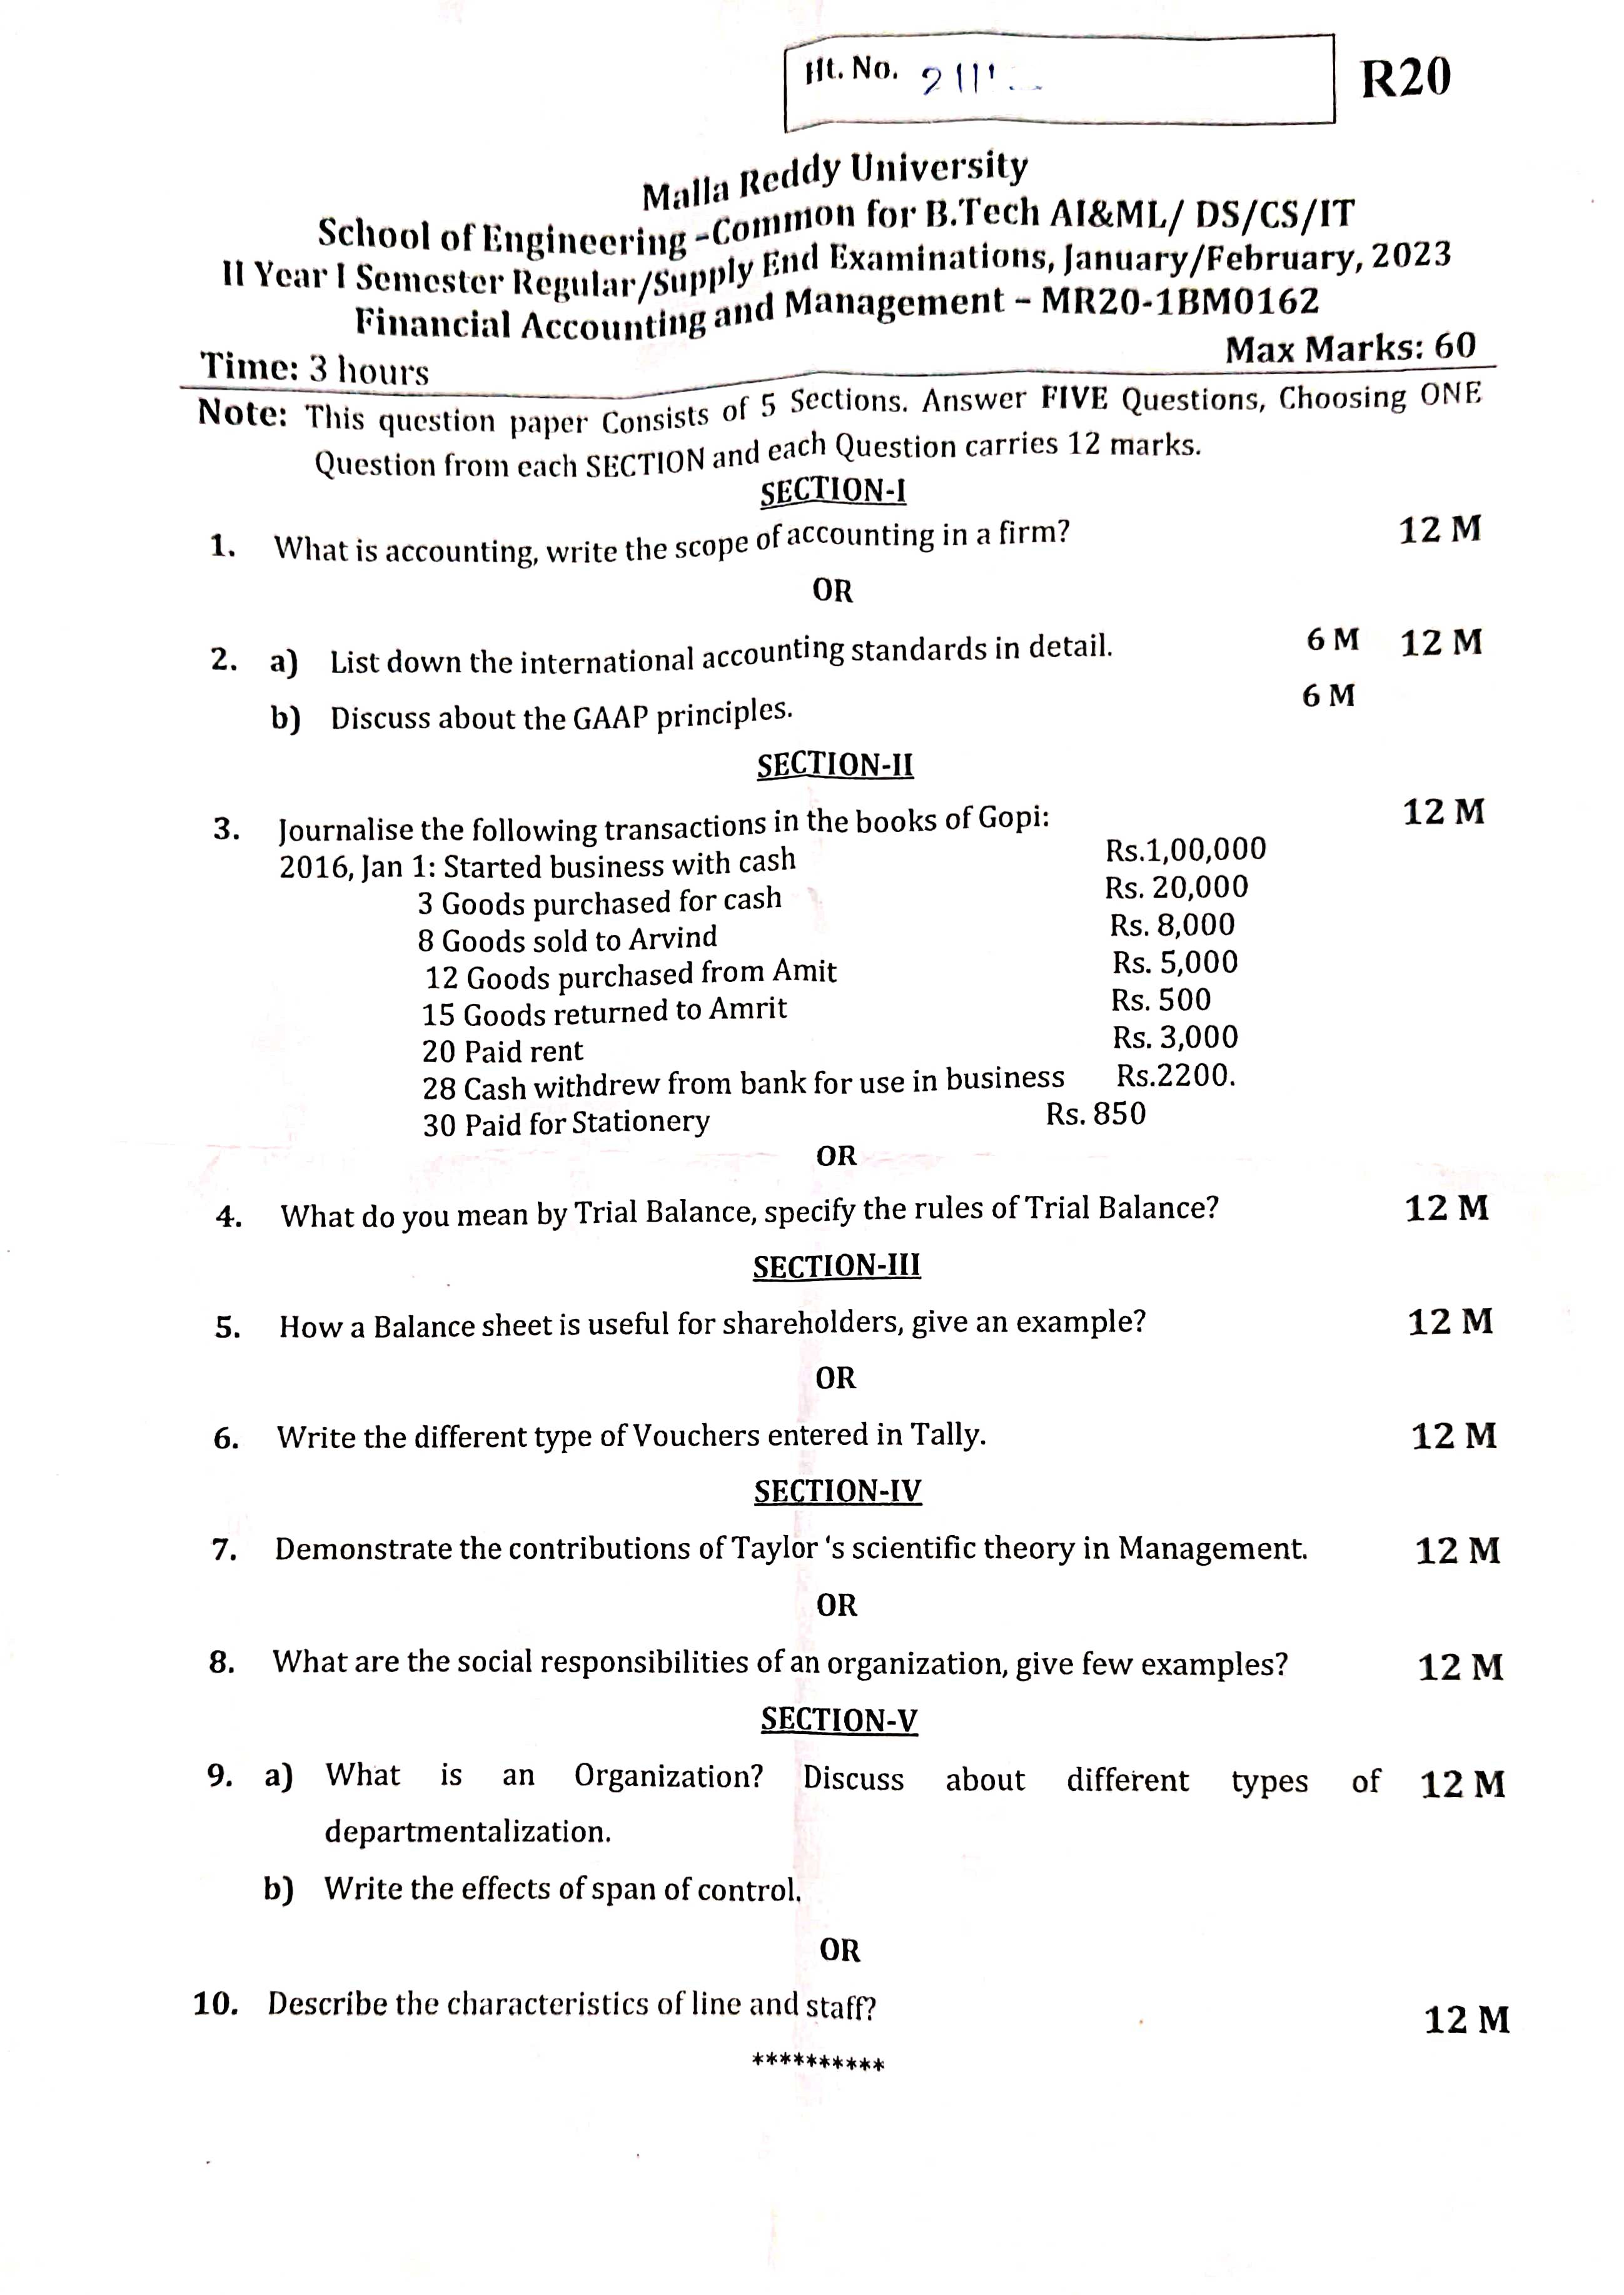 Ht. No. 211
R20
Malla Reddy University
School of Engineering -Common for B.Tech AI&ML/ DS/CS/IT
II Year I Semester Regular/Supply End Examinations, January/February, 2023
Financial Accounting and Management – MR20-1BM0162
Time: 3 hours Max Marks: 60
Note: This question paper Consists of 5 Sections. Answer FIVE Questions, Choosing ONE
Question from each SECTION and each Question carries 12 marks.
SECTION-I
1. What is accounting, write the scope of accounting in a firm? 12 M
OR
2. a) List down the international accounting standards in detail. 6 M 12 M
b) Discuss about the GAAP principles. 6 M
SECTION-II
3. Journalise the following transactions in the books of Gopi: 12 M
2016, Jan 1: Started business with cash Rs.1,00,000
3 Goods purchased for cash Rs. 20,000
8 Goods sold to Arvind Rs. 8,000
12 Goods purchased from Amit Rs. 5,000
15 Goods returned to Amrit Rs. 500
20 Paid rent Rs. 3,000
28 Cash withdrew from bank for use in business Rs.2200.
30 Paid for Stationery Rs. 850
OR
4. What do you mean by Trial Balance, specify the rules of Trial Balance? 12 M
SECTION-III
5. How a Balance sheet is useful for shareholders, give an example? 12 M
OR
6. Write the different type of Vouchers entered in Tally. 12 M
SECTION-IV
7. Demonstrate the contributions of Taylor 's scientific theory in Management. 12 M
OR
8. What are the social responsibilities of an organization, give few examples? 12 M
SECTION-V
9. a) What is an Organization? Discuss about different types of 12 M
departmentalization.
b) Write the effects of span of control.
OR
10. Describe the characteristics of line and staff? 12 M
**********